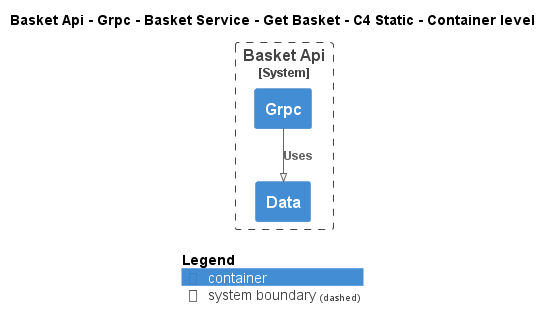 Basket Api - Grpc - Basket Service - Get Basket - C4 Static - Container level
Basket Api
[System]
Grpc
Uses
Data
Legend
container
system boundary (dashed)